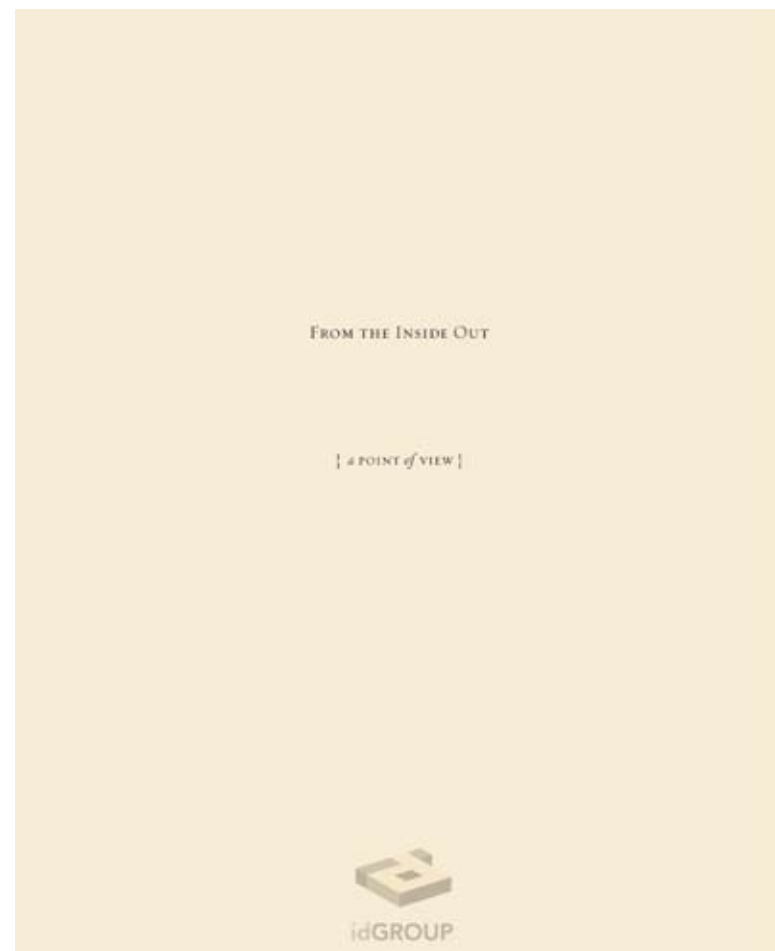 From the Inside Out
{ a point of view }
idGROUP